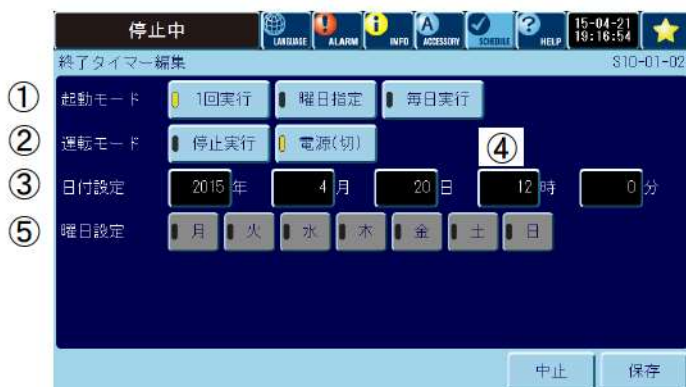 停止中 LANGUAGE ALARM INFO ACCESSORY SCHEDULE HELP 15-04-21
19:16:54
終了タイマー編集 S10-01-02
① 起動モード 1回実行 曜日指定 毎日実行
② 運転モード 停止実行 電源(切) ④
③ 日付設定 2015 年 4 月 20 日 12 時 0 分
⑤ 曜日設定 月 火 水 木 金 土 日
中止 保存